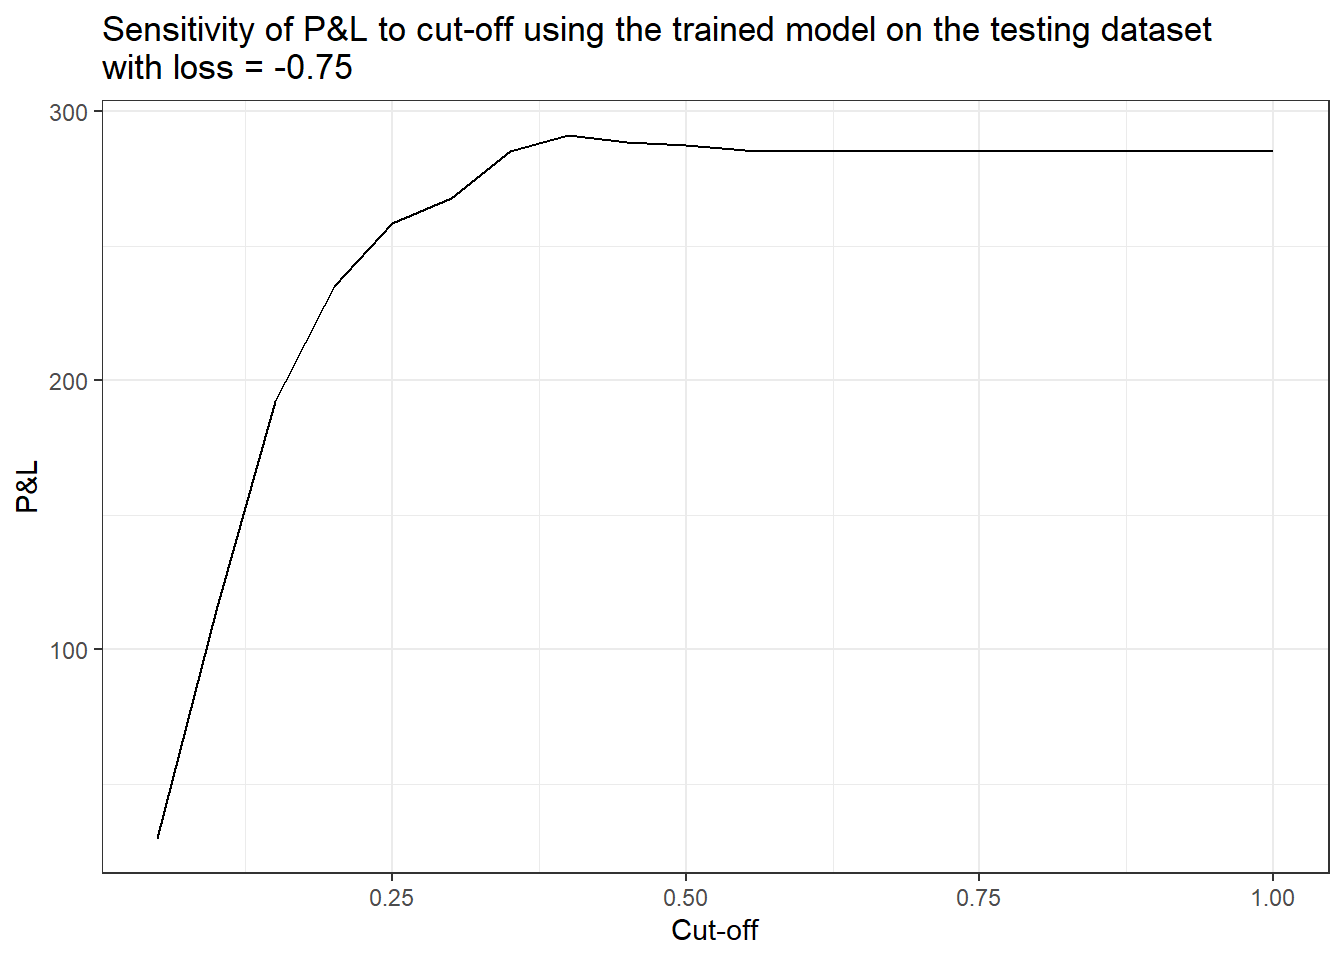 Sensitivity of P&L to cut-off using the trained model on the testing dataset
with loss = -0.75
300
200
100
P&L
0.25 0.50 0.75 1.00
Cut-off